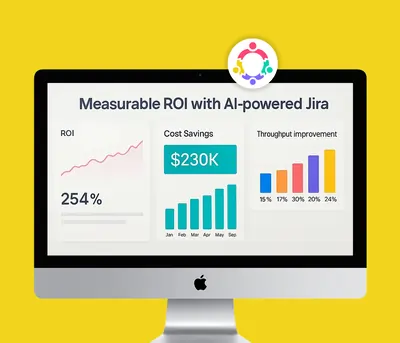 Measurable ROI with AI-powered Jira
ROI
254%
Cost Savings
$230K
Jan Feb Mar Apr May Sep
Throughput improvement
15% 17% 30% 20% 24%